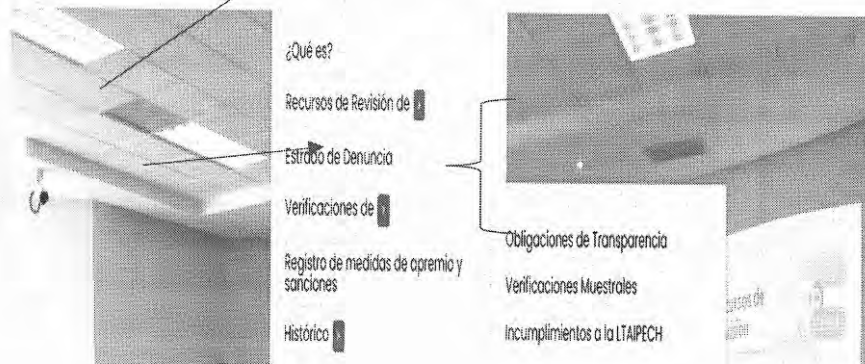 ¿Qué es?
Recursos de Revisión de
Estrado de Denuncia
Verificaciones de
Registro de medidas de apremio y
sanciones
Histórico
Obligaciones de Transparencia
Verificaciones Muestrales
Incumplimientos a la LTAIPECH